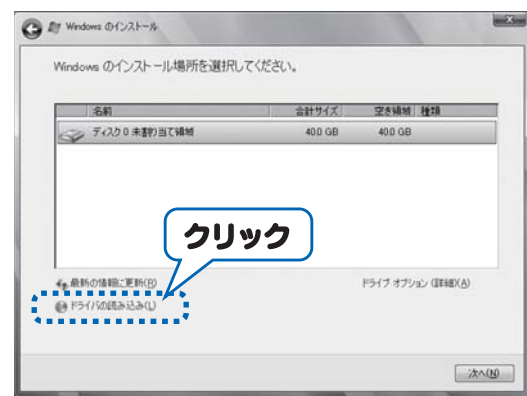 Windows のインストール
Windows のインストール場所を選択してください。
名前 合計サイズ 空き領域 種類
ディスク 0 未割り当て領域 40.0 GB 40.0 GB
クリック
最新の情報に更新(R) ドライブ オプション (詳細)(A)
ドライバの読み込み(L)
次へ(N)